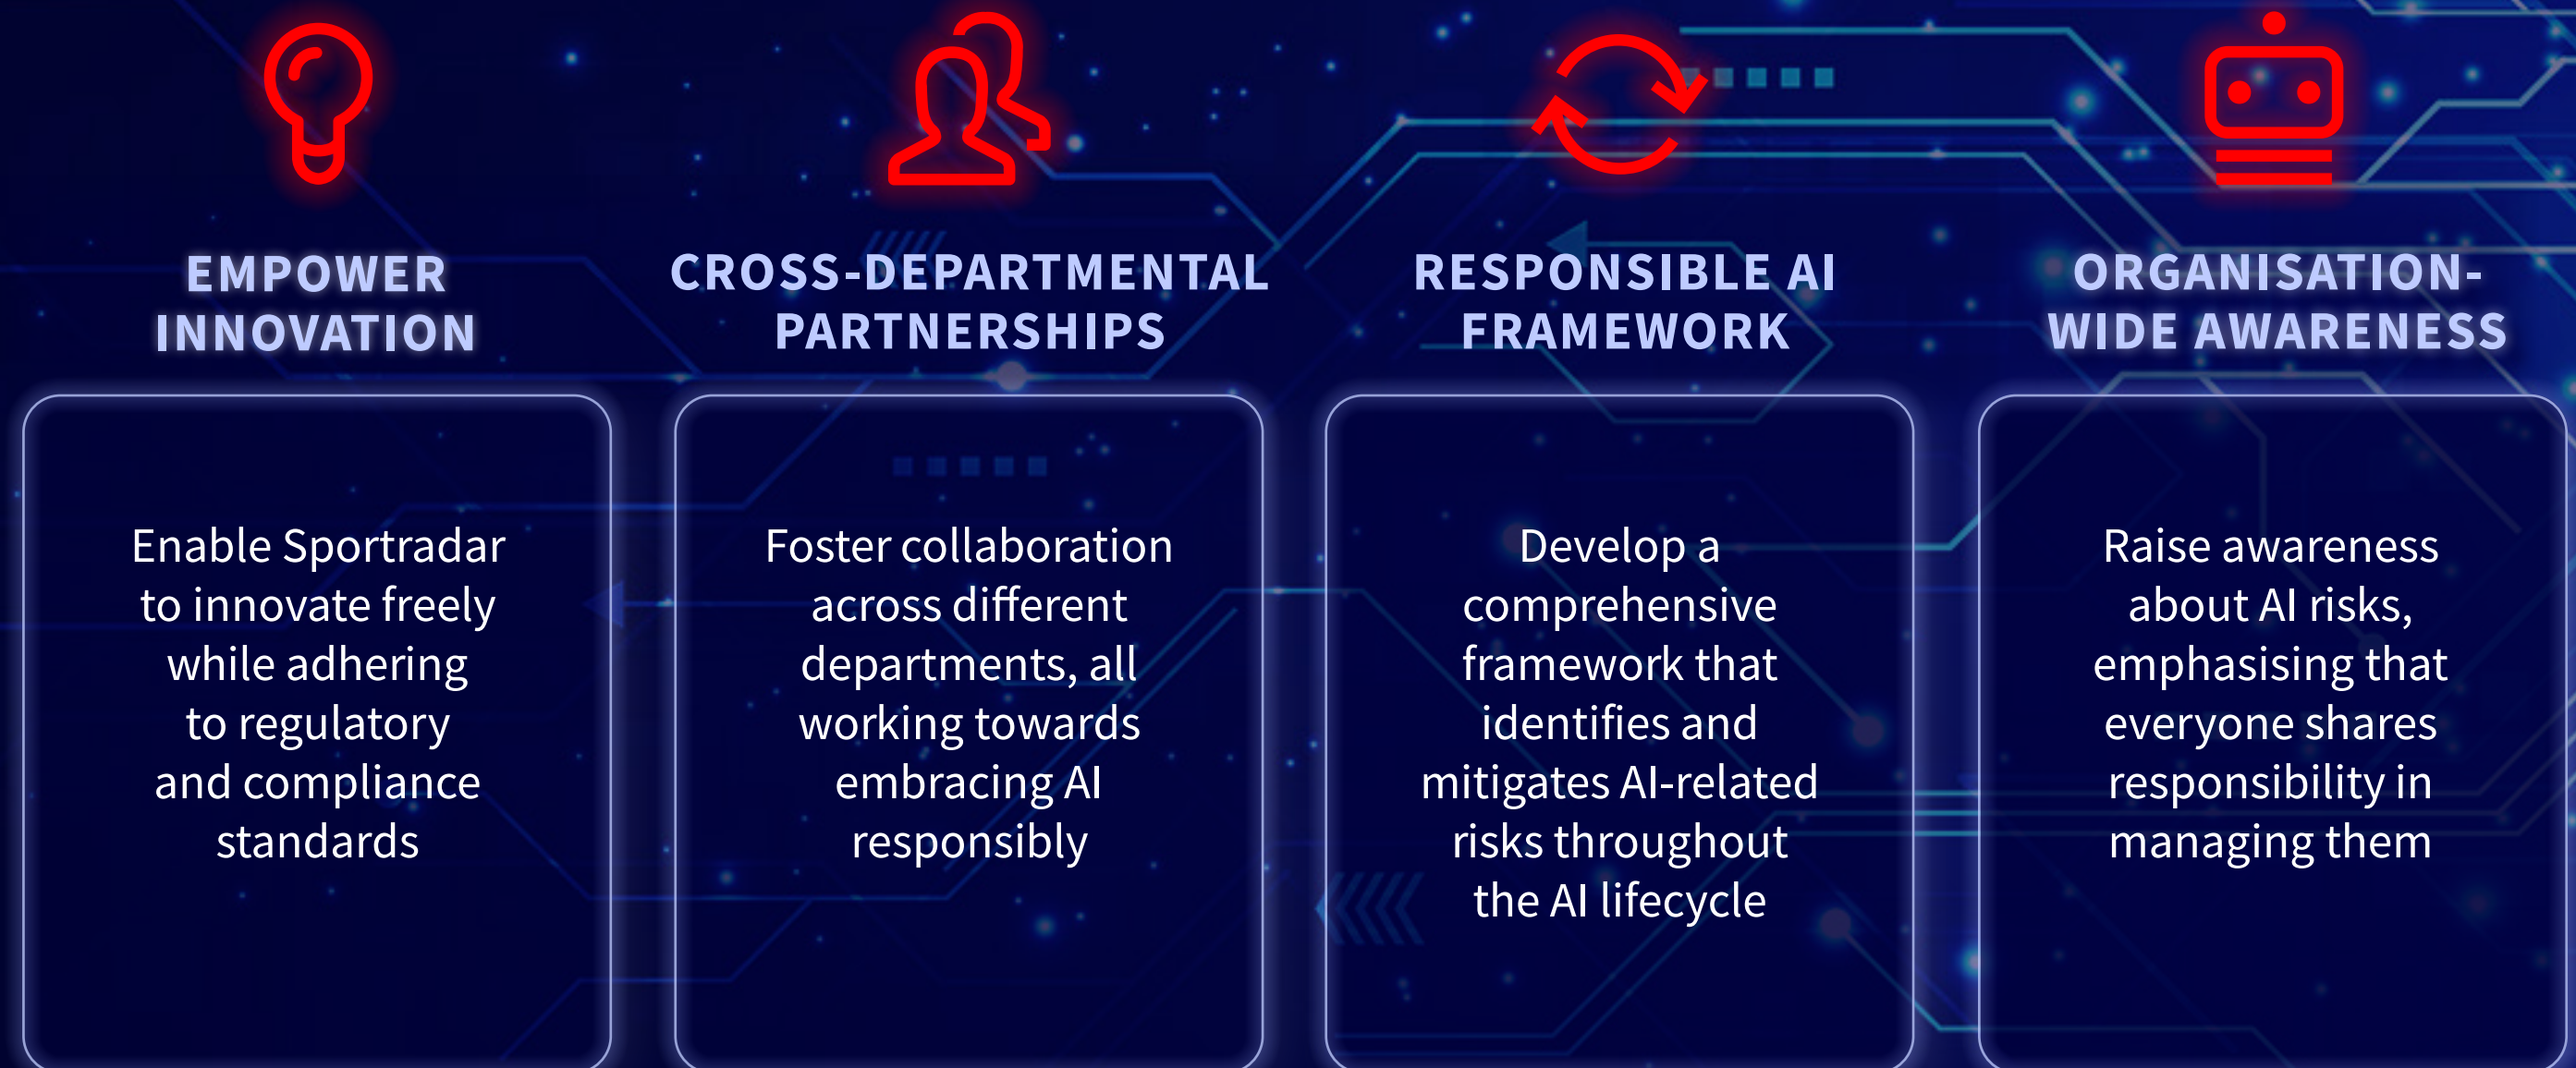 EMPOWER
INNOVATION
Enable Sportradar
to innovate freely
while adhering
to regulatory
and compliance
standards
CROSS-DEPARTMENTAL
PARTNERSHIPS
Foster collaboration
across different
departments, all
working towards
embracing AI
responsibly
RESPONSIBLE AI
FRAMEWORK
Develop a
comprehensive
framework that
identifies and
mitigates AI-related
risks throughout
the AI lifecycle
ORGANISATION-
WIDE AWARENESS
Raise awareness
about AI risks,
emphasising that
everyone shares
responsibility in
managing them